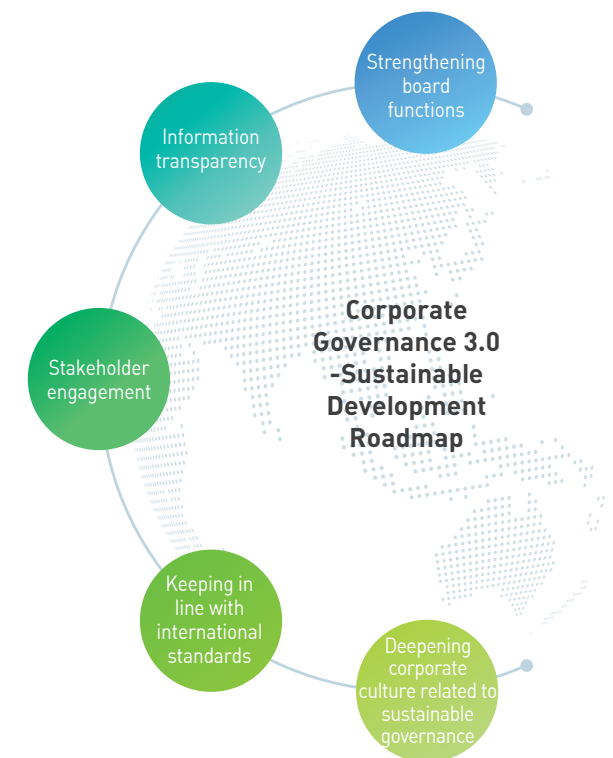 Strengthening
board
functions
Information
transparency
Stakeholder
engagement
Corporate
Governance 3.0
-Sustainable
Development
Roadmap
Keeping in
line with
international
standards
Deepening
corporate
culture related to
sustainable
governance